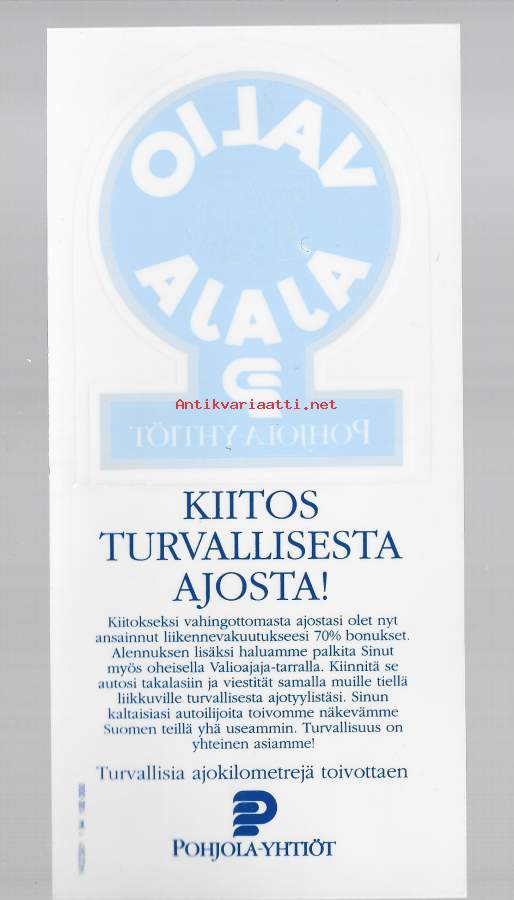 VALIO
AJAJA
Antikvariaatti.net
POHJOLA-YHTIÖT
KIITOS
TURVALLISESTA
AJOSTA!
Kiitokseksi vahingottomasta ajostasi olet nyt
ansainnut liikennevakuutukseesi 70% bonukset.
Alennuksen lisäksi haluamme palkita Sinut
myös oheisella Valioajaja-tarralla. Kiinnitä se
autosi takalasiin ja viestität samalla muille tiellä
liikkuville turvallisesta ajotyylistäsi. Sinun
kaltaisiasi autoilijoita toivomme näkevämme
Suomen teillä yhä useammin. Turvallisuus on
yhteinen asiamme!
Turvallisia ajokilometrejä toivottaen
POHJOLA-YHTIÖT